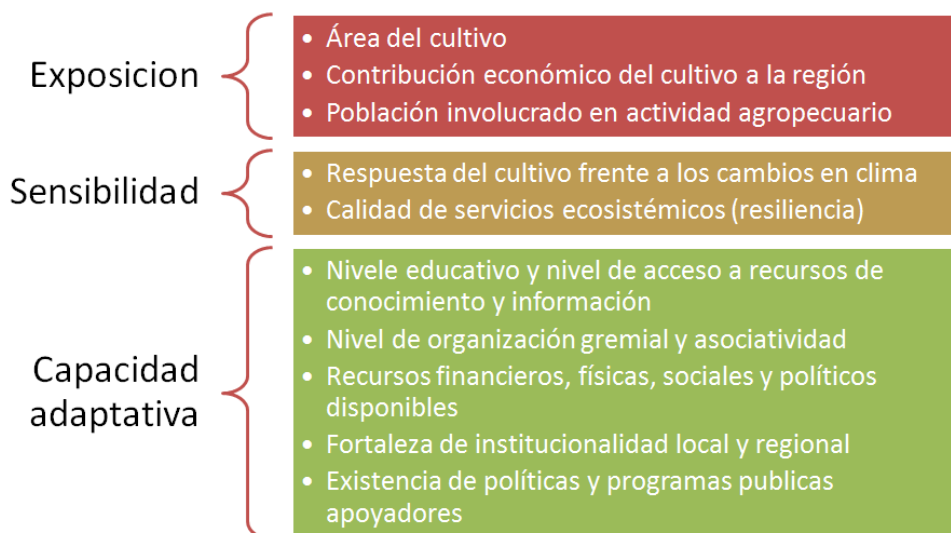 Exposicion
• Área del cultivo
• Contribución económico del cultivo a la región
• Población involucrado en actividad agropecuario
Sensibilidad
• Respuesta del cultivo frente a los cambios en clima
• Calidad de servicios ecosistémicos (resiliencia)
Capacidad
adaptativa
• Nivele educativo y nivel de acceso a recursos de
conocimiento y información
• Nivel de organización gremial y asociatividad
• Recursos financieros, físicas, sociales y políticos
disponibles
• Fortaleza de institucionalidad local y regional
• Existencia de políticas y programas publicas
apoyadores